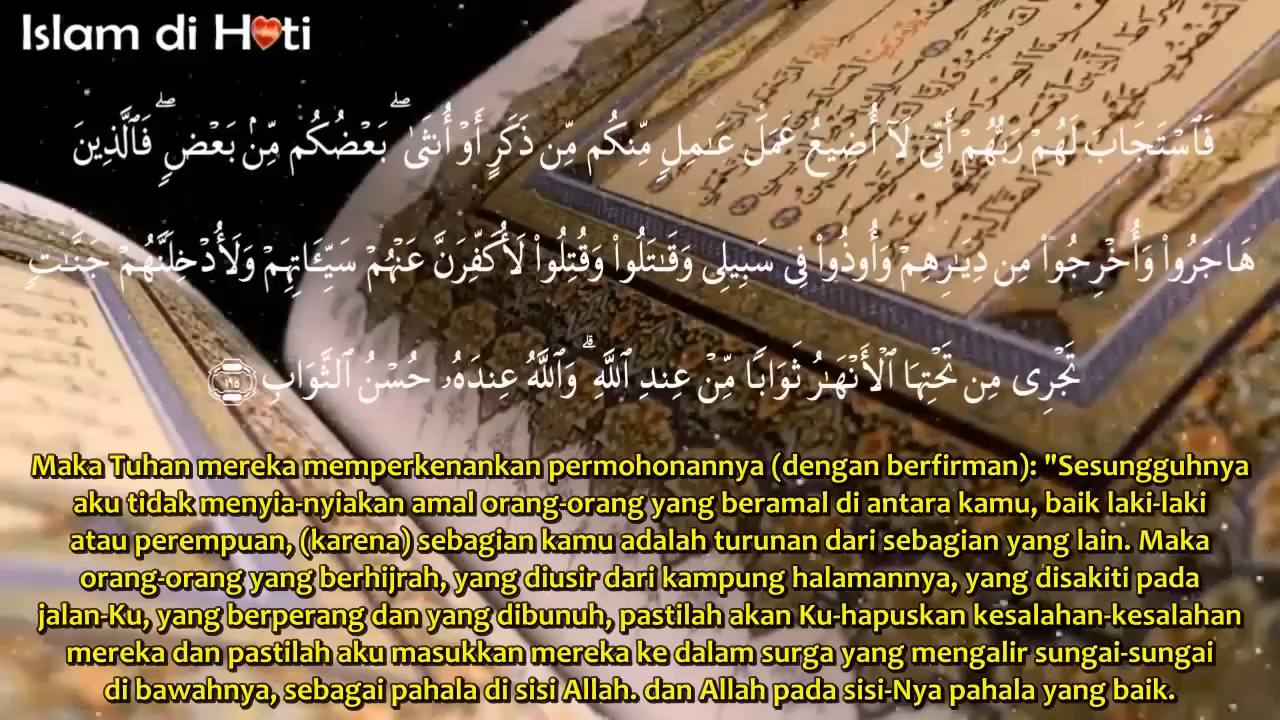 Islam di Hati
فَٱسْتَجَابَ لَهُمْ رَبُّهُمْ أَنِّى لَآ أُضِيعُ عَمَلَ عَـٰمِلٍ مِّنكُم مِّن ذَكَرٍ أَوْ أُنثَىٰ ۖ بَعْضُكُم مِّنۢ بَعْضٍ ۖ فَٱلَّذِينَ
هَاجَرُوا۟ وَأُخْرِجُوا۟ مِن دِيَـٰرِهِمْ وَأُوذُوا۟ فِى سَبِيلِى وَقَـٰتَلُوا۟ وَقُتِلُوا۟ لَأُكَفِّرَنَّ عَنْهُمْ سَيِّـَٔاتِهِمْ وَلَأُدْخِلَنَّهُمْ جَنَّـٰتٍ
تَجْرِى مِن تَحْتِهَا ٱلْأَنْهَـٰرُ ثَوَابًا مِّنْ عِندِ ٱللَّهِ ۗ وَٱللَّهُ عِندَهُۥ حُسْنُ ٱلثَّوَابِ ١٩٥
Maka Tuhan mereka memperkenankan permohonannya (dengan berfirman): "Sesungguhnya
aku tidak menyia-nyiakan amal orang-orang yang beramal di antara kamu, baik laki-laki
atau perempuan, (karena) sebagian kamu adalah turunan dari sebagian yang lain. Maka
orang-orang yang berhijrah, yang diusir dari kampung halamannya, yang disakiti pada
jalan-Ku, yang berperang dan yang dibunuh, pastilah akan Ku-hapuskan kesalahan-kesalahan
mereka dan pastilah aku masukkan mereka ke dalam surga yang mengalir sungai-sungai
di bawahnya, sebagai pahala di sisi Allah. dan Allah pada sisi-Nya pahala yang baik.